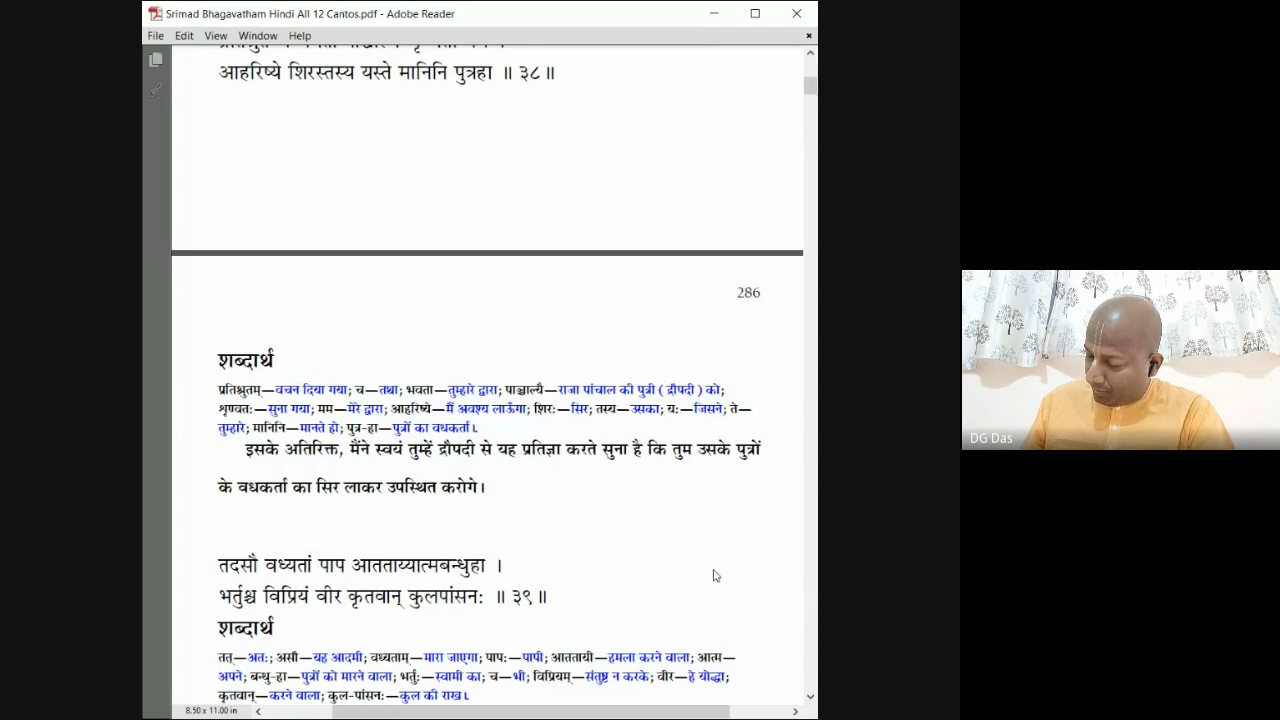 Srimad Bhagavatham Hindi All 12 Cantos.pdf - Adobe Reader
File Edit View Window Help
आहरिष्ये शिरस्तस्य यस्ते मानिनि पुत्रहा ॥ ३८॥
286
शब्दार्थ
प्रतिश्रुतम्—वचन दिया गया; च—तथा; भवता—तुम्हारे द्वारा; पाञ्चाल्यै—राजा पांचाल की पुत्री ( द्रौपदी ) को;
शृण्वतः—सुना गया; मम—मेरे द्वारा; आहरिष्ये—मैं अवश्य लाऊँगा; शिरः—सिर; तस्य—उसका; यः—जिसने; ते—
तुम्हारे; मानिनि—मानते हो; पुत्र-हा—पुत्रों का वधकर्ता।
इसके अतिरिक्त, मैंने स्वयं तुम्हें द्रौपदी से यह प्रतिज्ञा करते सुना है कि तुम उसके पुत्रों
के वधकर्ता का सिर लाकर उपस्थित करोगे।
तदसौ वध्यतां पाप आतताय्यात्मबन्धुहा ।
भर्तुश्च विप्रियं वीर कृतवान् कुलपांसनः ॥ ३९॥
शब्दार्थ
तत्—अतः; असौ—यह आदमी; वध्यताम्—मारा जाएगा; पापः—पापी; आततायी—हमला करने वाला; आत्म—
अपने; बन्धु-हा—पुत्रों को मारने वाला; भर्तुः—स्वामी का; च—भी; विप्रियम्—संतुष्ट न करके; वीर—हे योद्धा;
कृतवान्—करने वाला; कुल-पांसनः—कुल की राख।
8.50 x 11.00 in
DG Das